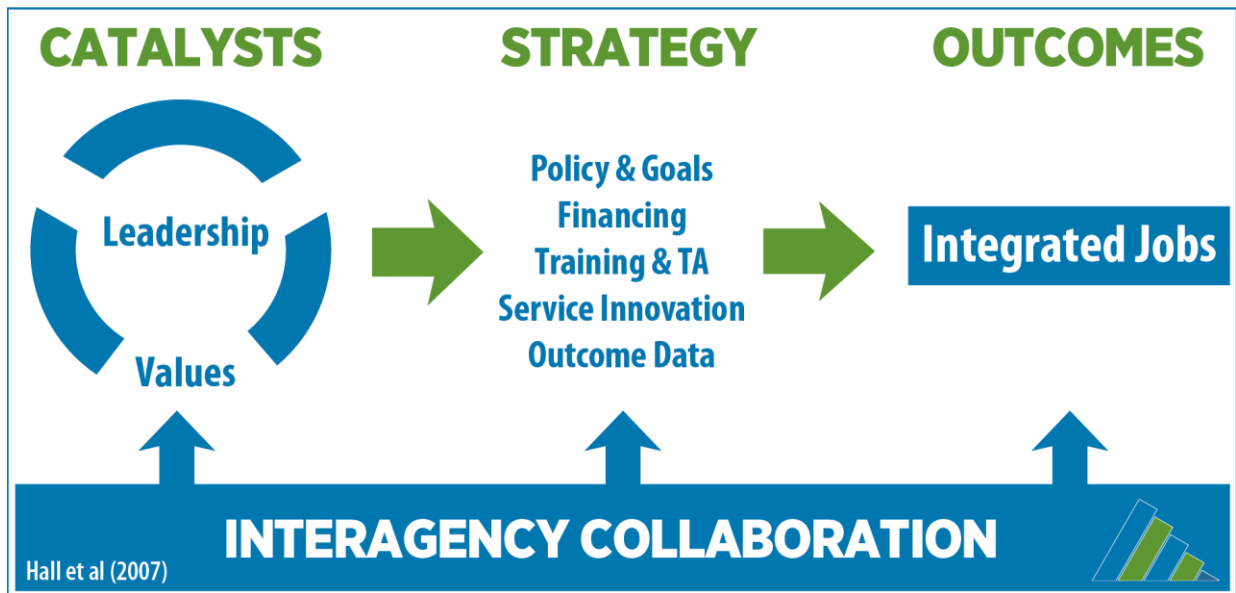 CATALYSTS
Leadership
Values
STRATEGY
Policy & Goals
Financing
Training & TA
Service Innovation
Outcome Data
OUTCOMES
Integrated Jobs
INTERAGENCY COLLABORATION
Hall et al (2007)